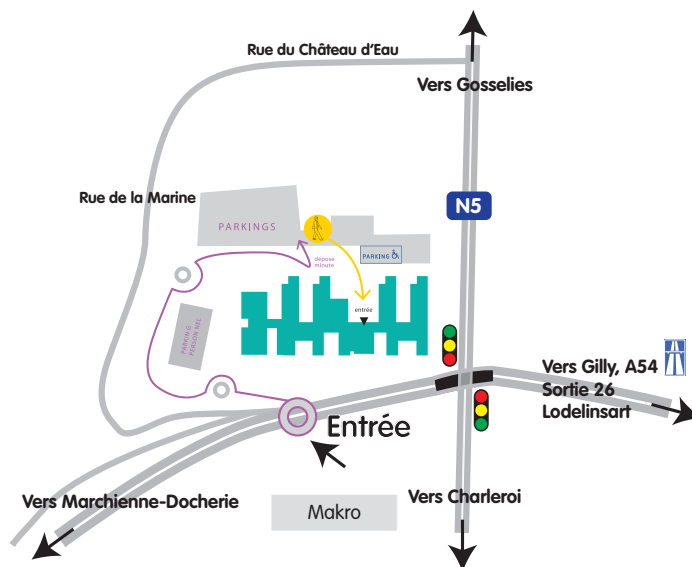 Rue du Château d'Eau
Vers Gosselies
Rue de la Marine
N5
PARKINGS
dépose
minute
PARKING
entrée
PARKING
PERSONNEL
Vers Gilly, A54
Sortie 26
Lodelinsart
Entrée
Vers Marchienne-Docherie
Vers Charleroi
Makro